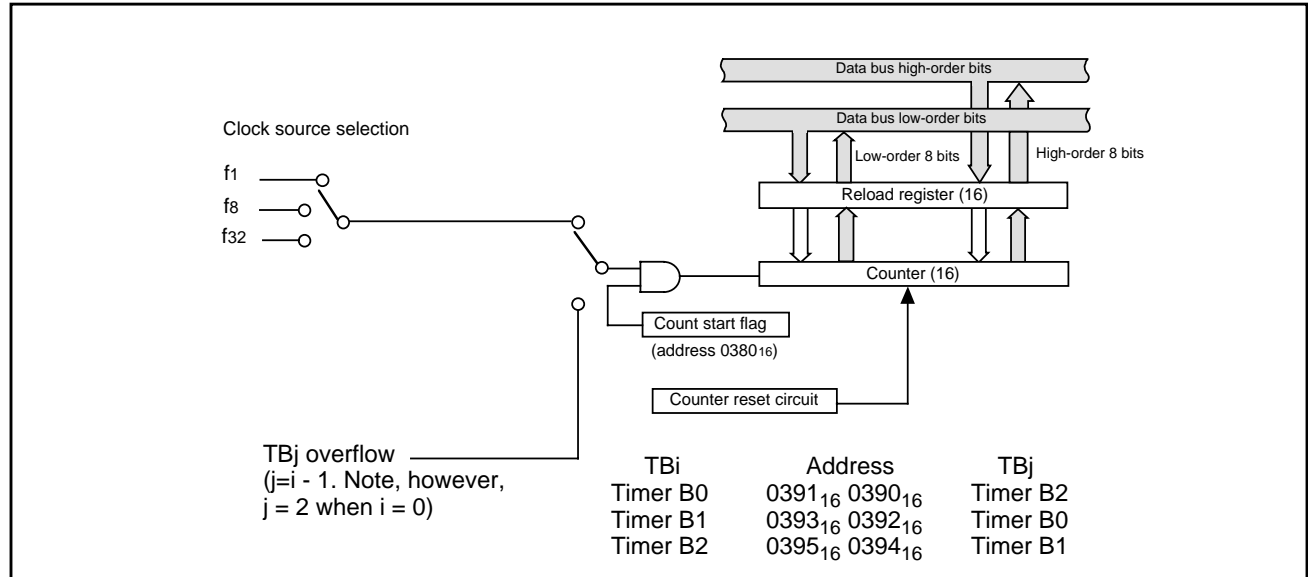 Data bus high-order bits
Data bus low-order bits
Clock source selection
Low-order 8 bits
High-order 8 bits
f1
f8
f32
Reload register (16)
Counter (16)
Count start flag
(address 038016)
Counter reset circuit
TBj overflow
(j=i - 1. Note, however,
j = 2 when i = 0)
TBi Address TBj
Timer B0 039116 039016 Timer B2
Timer B1 039316 039216 Timer B0
Timer B2 039516 039416 Timer B1